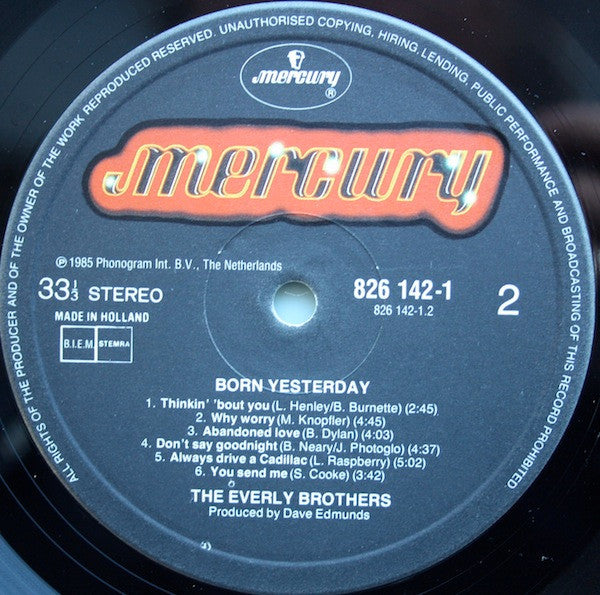 ALL RIGHTS OF THE PRODUCER AND OF THE OWNER OF THE WORK REPRODUCED RESERVED. UNAUTHORISED COPYING, HIRING, LENDING, PUBLIC PERFORMANCE AND BROADCASTING OF THIS RECORD PROHIBITED
mercury
®
mercury
℗ 1985 Phonogram Int. B.V., The Netherlands
33⅓ STEREO
MADE IN HOLLAND
B.I.E.M. STEMRA
826 142-1
826 142-1.2
2
BORN YESTERDAY
1. Thinkin' 'bout you (L. Henley/B. Burnette) (2:45)
2. Why worry (M. Knopfler) (4:45)
3. Abandoned love (B. Dylan) (4:03)
4. Don't say goodnight (B. Neary/J. Photoglo) (4:37)
5. Always drive a Cadillac (L. Raspberry) (5:02)
6. You send me (S. Cooke) (3:42)
THE EVERLY BROTHERS
Produced by Dave Edmunds